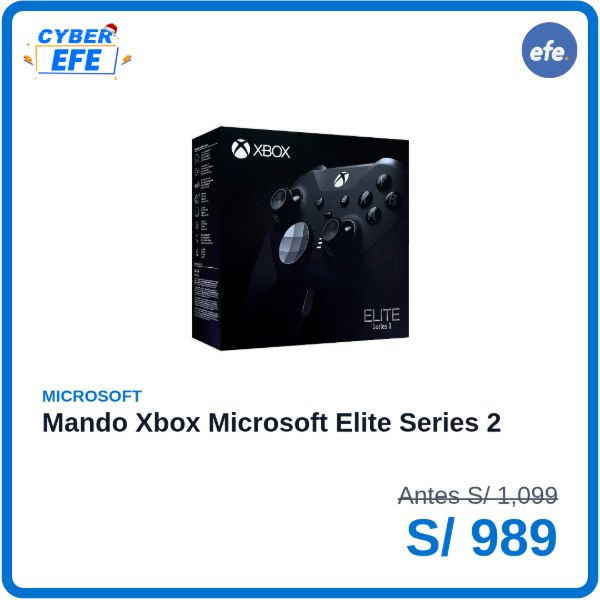 CYBER
EFE
efe.
XBOX
ELITE
Series 2
MICROSOFT
Mando Xbox Microsoft Elite Series 2
Antes S/ 1,099
S/ 989